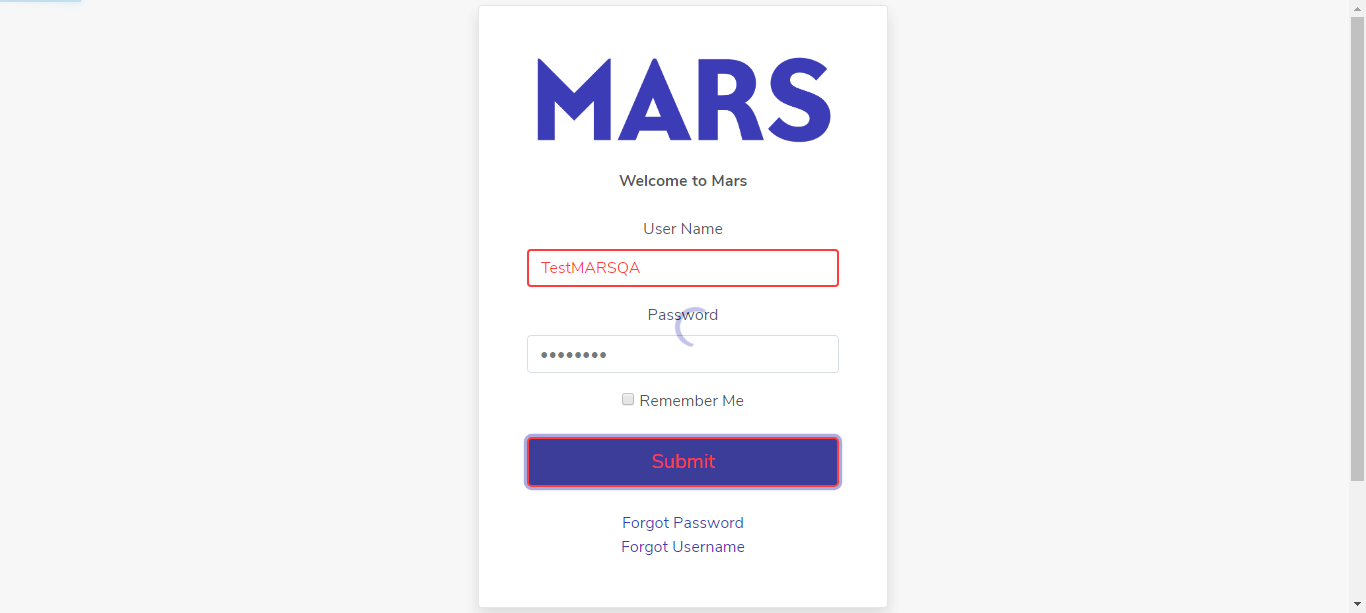 MARS
Welcome to Mars
User Name
TestMARSQA
Password
••••••••
Remember Me
Submit
Forgot Password
Forgot Username